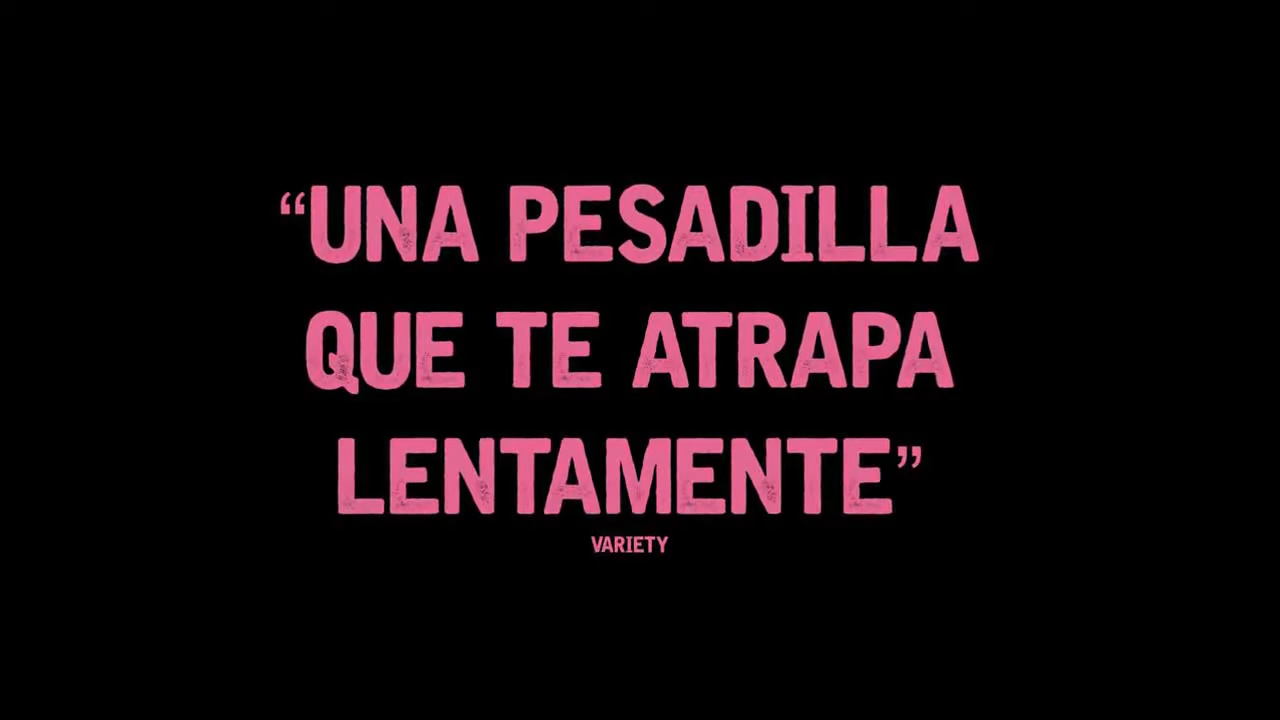 “UNA PESADILLA
QUE TE ATRAPA
LENTAMENTE”
VARIETY